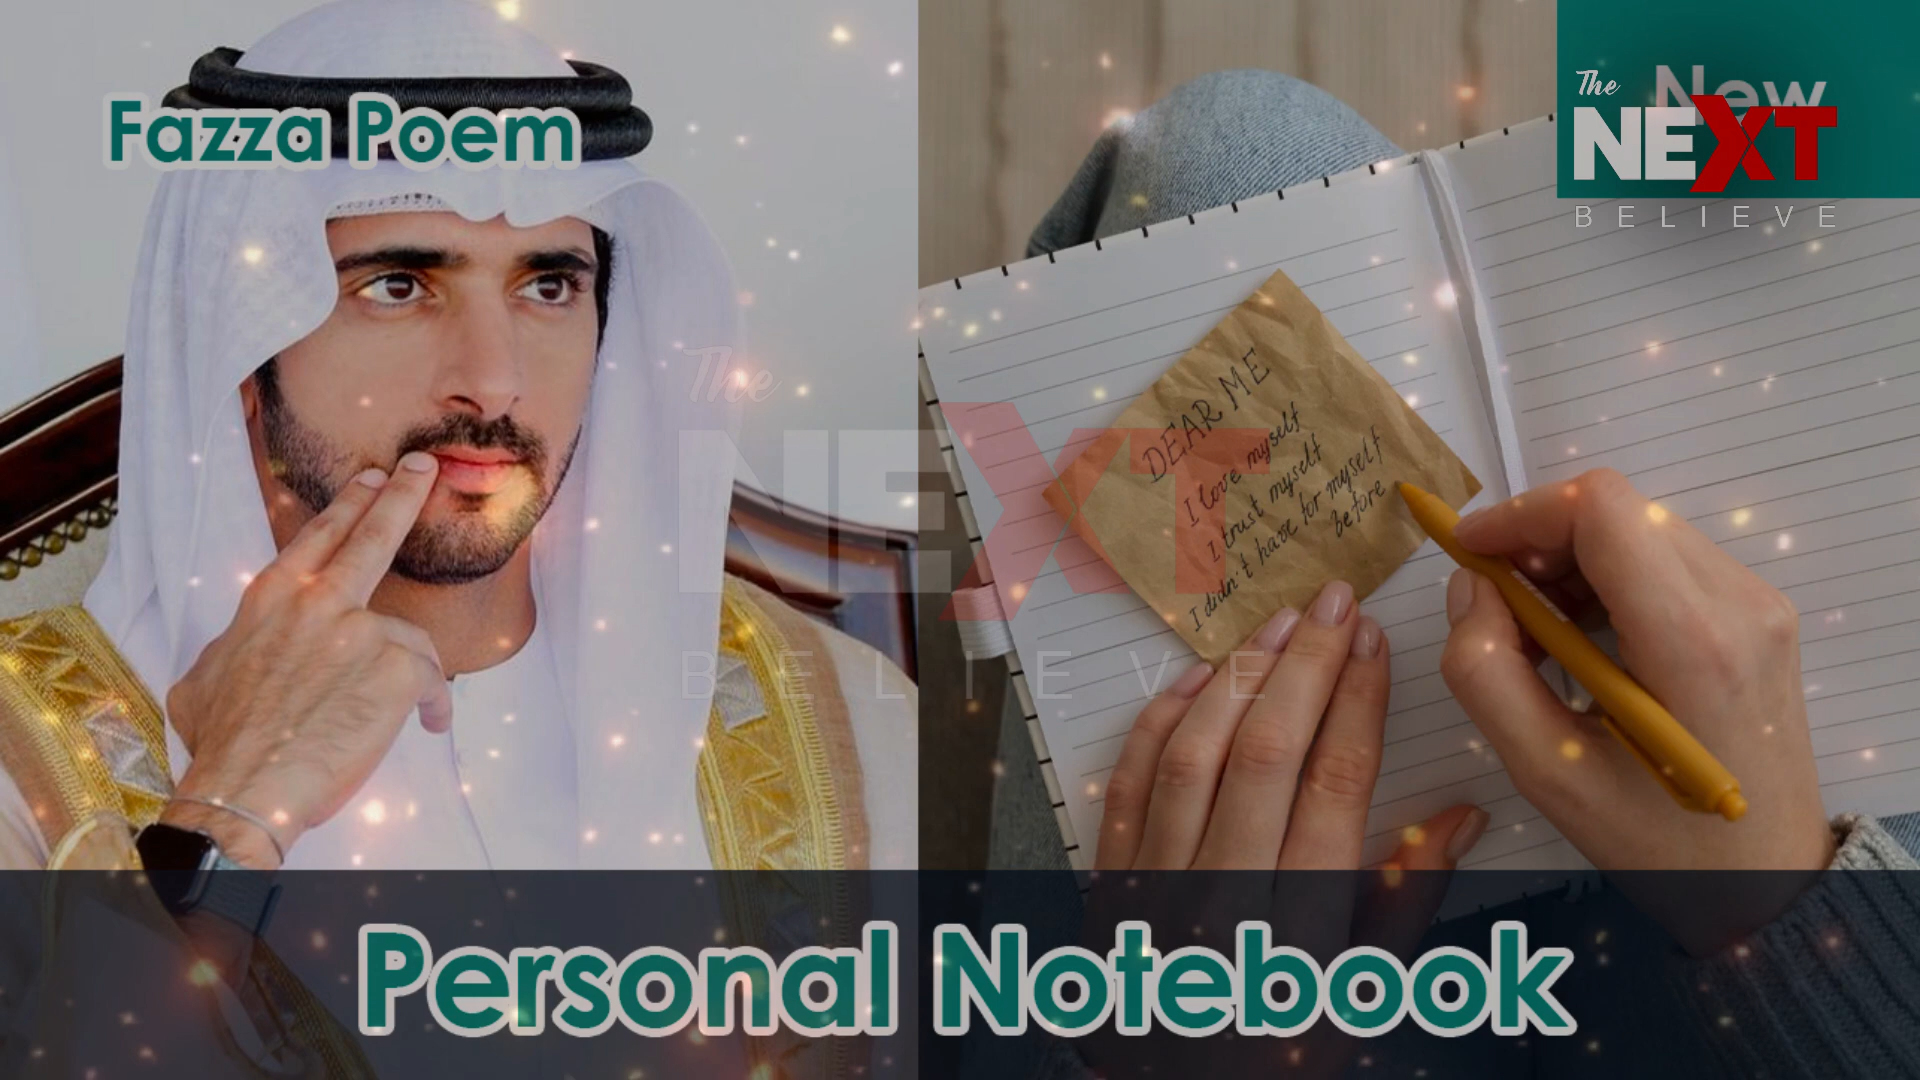 Fazza Poem
New
The
NEXT
BELIEVE
The
NEXT
BELIEVE
DEAR ME
I love myself
I trust myself
I didn't have for myself
before
Personal Notebook